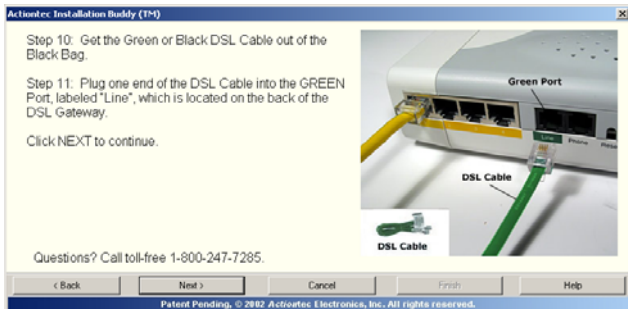 Actiontec Installation Buddy (TM)
Step 10: Get the Green or Black DSL Cable out of the
Black Bag.
Step 11: Plug one end of the DSL Cable into the GREEN
Port, labeled "Line", which is located on the back of the
DSL Gateway.
Click NEXT to continue.
Green Port
Line
Phone
Reset
DSL Cable
DSL Cable
Questions? Call toll-free 1-800-247-7285.
< Back
Next >
Cancel
Finish
Help
Patent Pending, © 2002 Actiontec Electronics, Inc. All rights reserved.